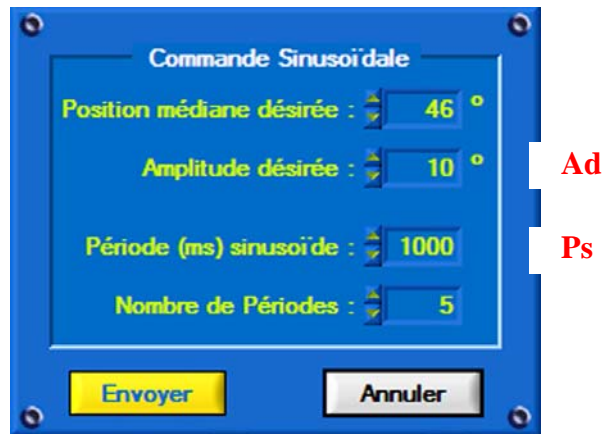 Commande Sinusoïdale
Position médiane désirée : 46 °
Amplitude désirée : 10 ° Ad
Période (ms) sinusoïde : 1000 Ps
Nombre de Périodes : 5
Envoyer Annuler